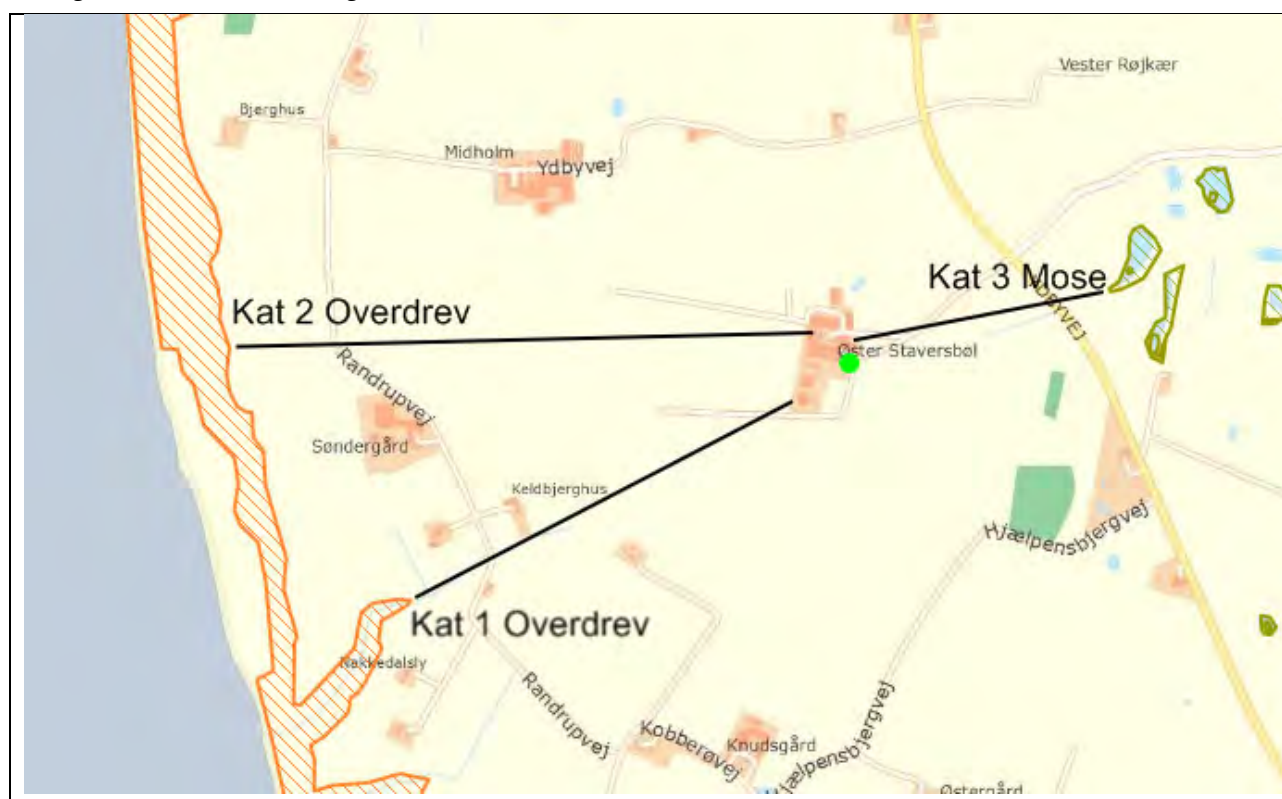 Vester Røjkær
Bjerghus
Midholm
Ydbyvej
Kat 3 Mose
Kat 2 Overdrev
YDBYVEJ
Øster Staversbøl
Randrupvej
Søndergård
Keldbjerghus
Hjælpensbjergvej
Kat 1 Overdrev
Nakkedalsly
Randrupvej
Kobberøvej
Knudsgård
Hjælpensbjergvej
Østergård